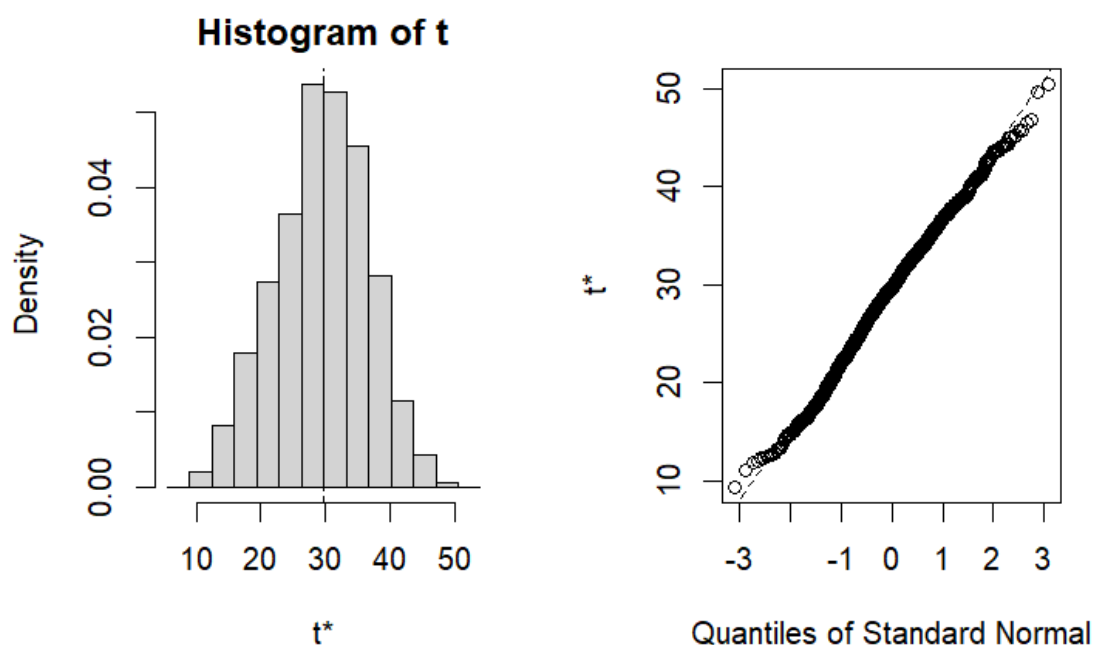 Histogram of t
Density
0.00
0.02
0.04
10 20 30 40 50
t*
t*
10
20
30
40
50
-3 -1 0 1 2 3
Quantiles of Standard Normal